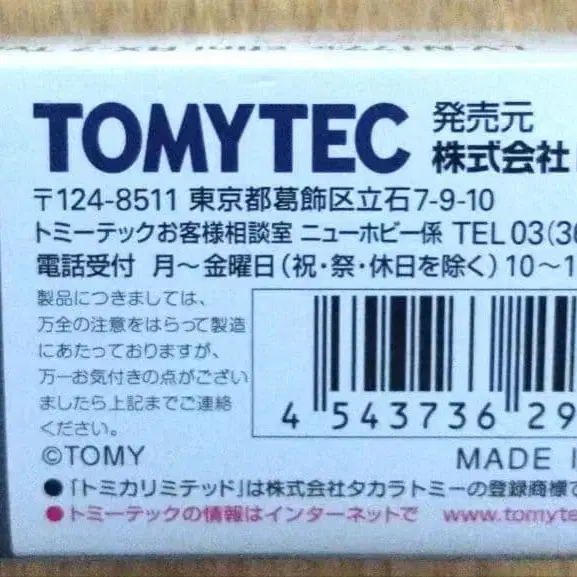 TOMYTEC 発売元
株式会社
〒124-8511 東京都葛飾区立石7-9-10
トミーテックお客様相談室 ニューホビー係 TEL 03(3
電話受付 月～金曜日(祝・祭・休日を除く)10～1
製品につきましては、
万全の注意をはらって製造
にあたっておりますが、
万一お気付きの点がござい
ましたら上記までご連絡
ください。
4 543736 29
©TOMY
MADE I
●「トミカリミテッド」は株式会社タカラトミーの登録商標で
●トミーテックの情報はインターネットで www.tomyte